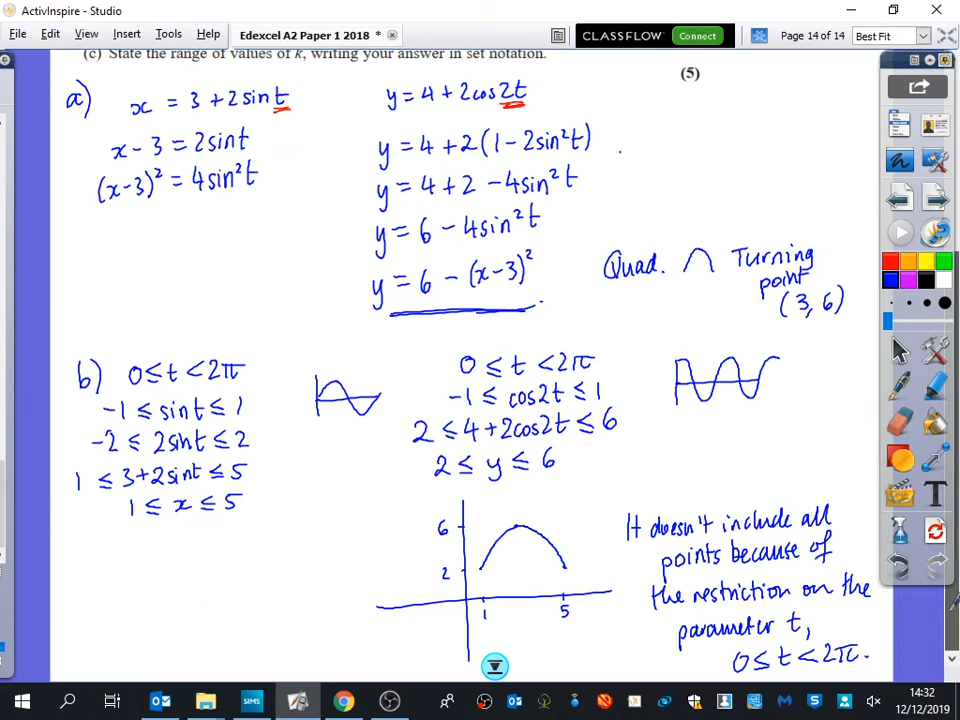 ActivInspire
File Edit View Insert Tools Help
Edexcel A2 Paper 1 2018 *
CLASSFLOW Connect
Page 14 of 14
Best Fit
(c) State the range of values of k, writing your answer in set notation.
(5)
a) x = 3 + 2sint
y = 4 + 2cos2t
x - 3 = 2sint
y = 4 + 2(1 - 2sin²t)
(x-3)² = 4sin²t
y = 4 + 2 - 4sin²t
y = 6 - 4sin²t
y = 6 - (x-3)²
Quad.
Turning
point
(3, 6)
b) 0 ≤ t < 2π
-1 ≤ sint ≤ 1
-2 ≤ 2sint ≤ 2
1 ≤ 3+2sint ≤ 5
1 ≤ x ≤ 5
0 ≤ t < 2π
-1 ≤ cos2t ≤ 1
2 ≤ 4+2cos2t ≤ 6
2 ≤ y ≤ 6
6
2
1
5
It doesn't include all
points because of
the restriction on the
parameter t,
0 ≤ t < 2π.
SIMS
14:32
12/12/2019